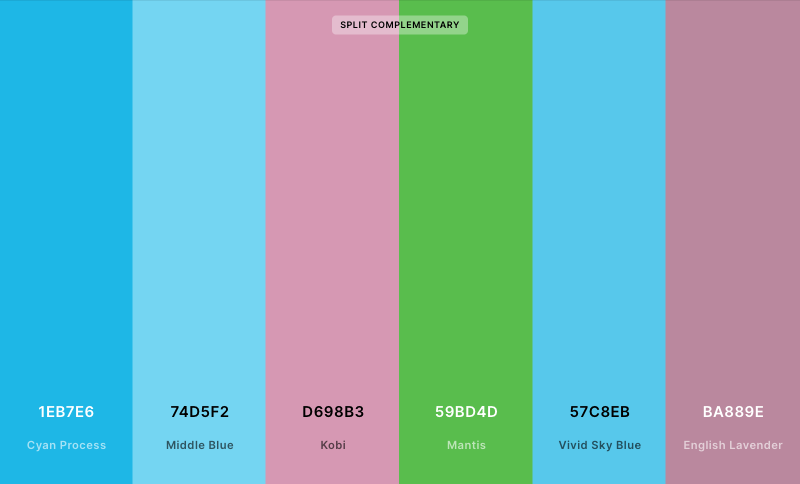 SPLIT COMPLEMENTARY
1EB7E6
Cyan Process
74D5F2
Middle Blue
D698B3
Kobi
59BD4D
Mantis
57C8EB
Vivid Sky Blue
BA889E
English Lavender